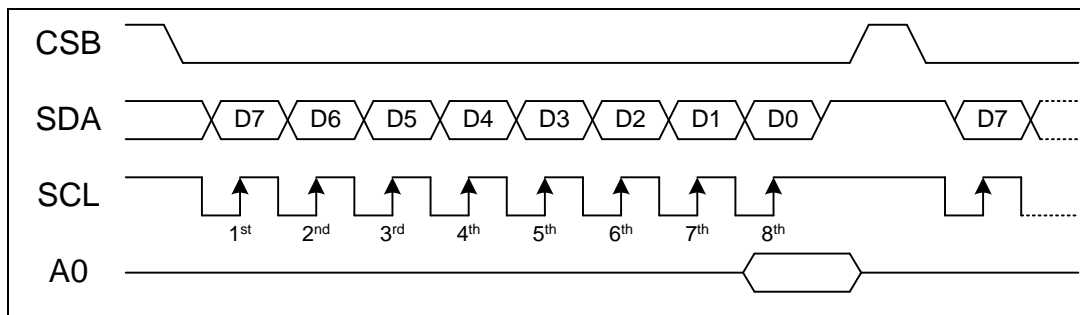 CSB
SDA D7 D6 D5 D4 D3 D2 D1 D0 D7
SCL
1st 2nd 3rd 4th 5th 6th 7th 8th
A0